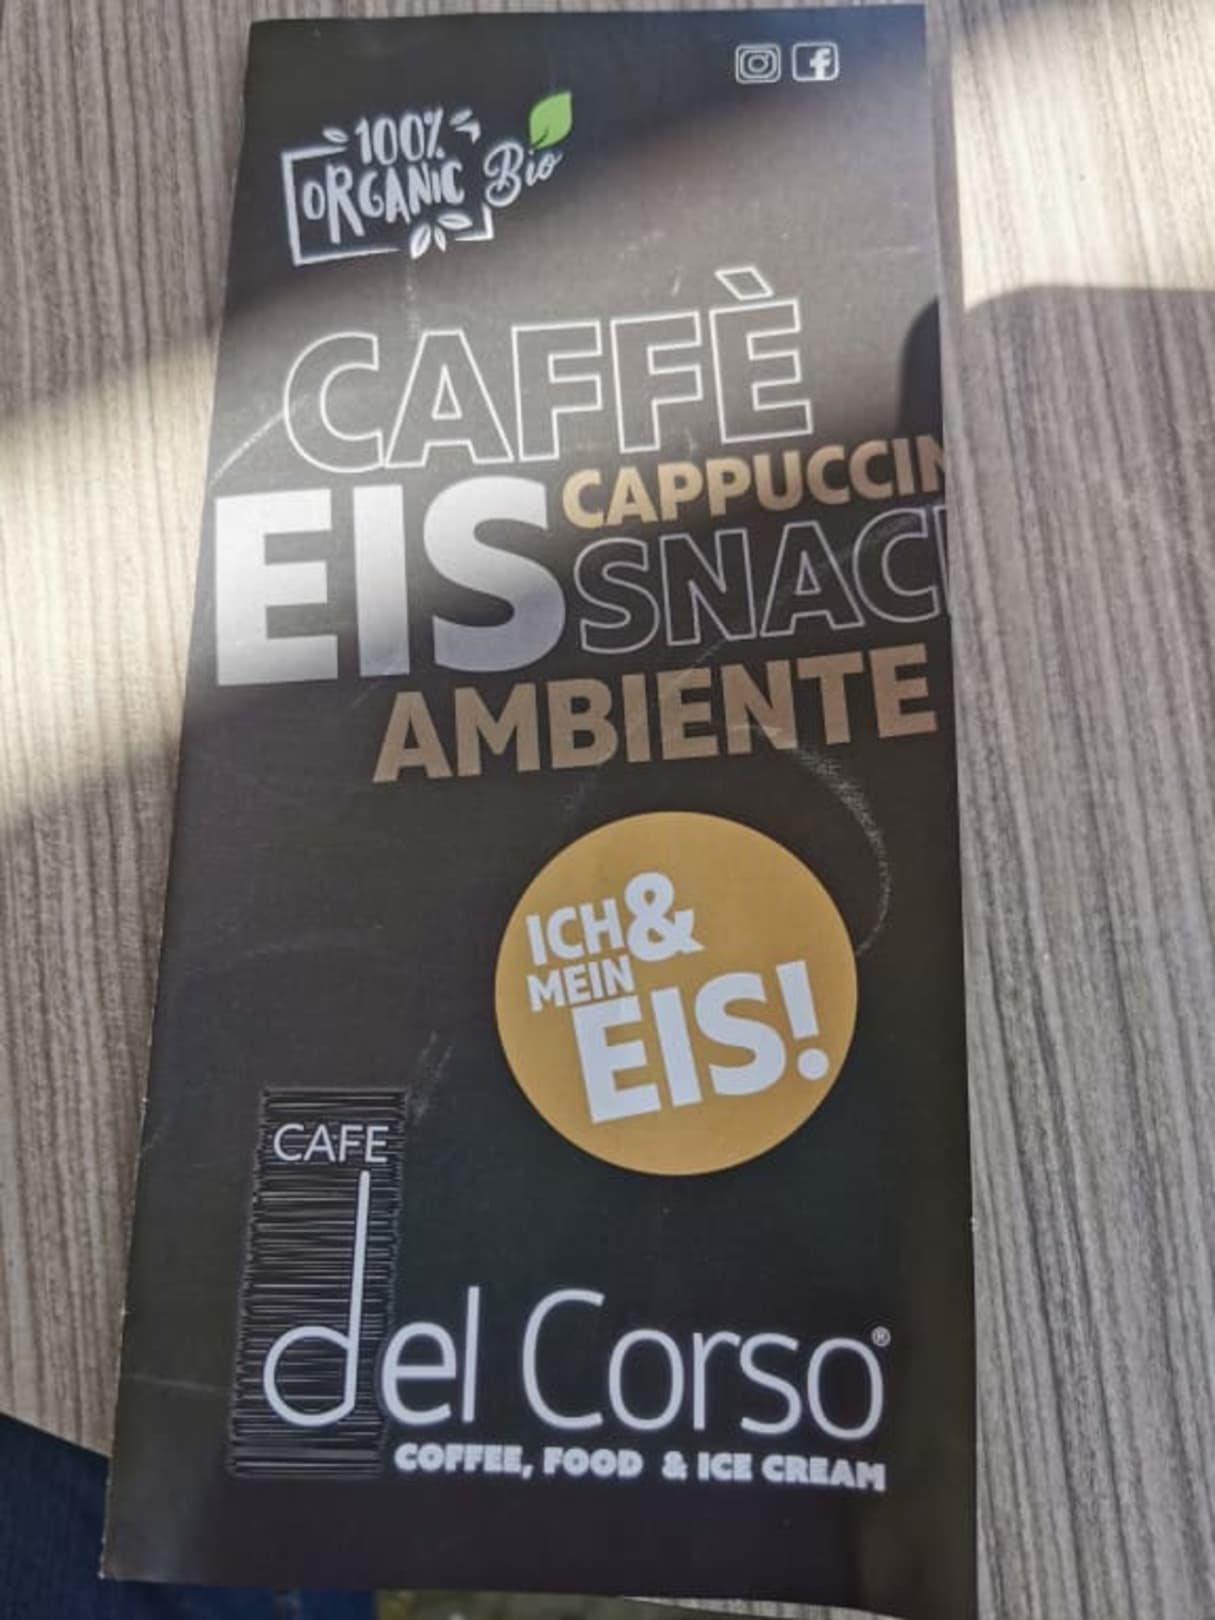 100%
ORGANIC Bio
CAFFÈ
EIS CAPPUCCIN
SNAC
AMBIENTE
ICH &
MEIN
EIS!
CAFE
del Corso®
COFFEE, FOOD & ICE CREAM